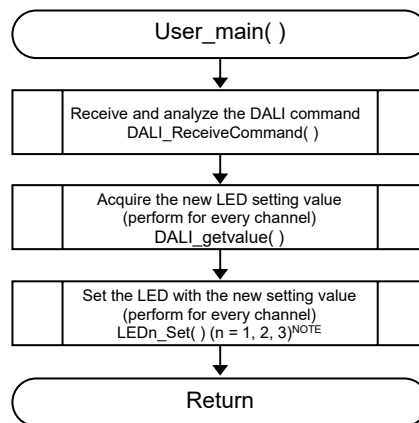 User_main( )
Receive and analyze the DALI command
DALI_ReceiveCommand( )
Acquire the new LED setting value
(perform for every channel)
DALI_getvalue( )
Set the LED with the new setting value
(perform for every channel)
LEDn_Set( ) (n = 1, 2, 3)NOTE
Return